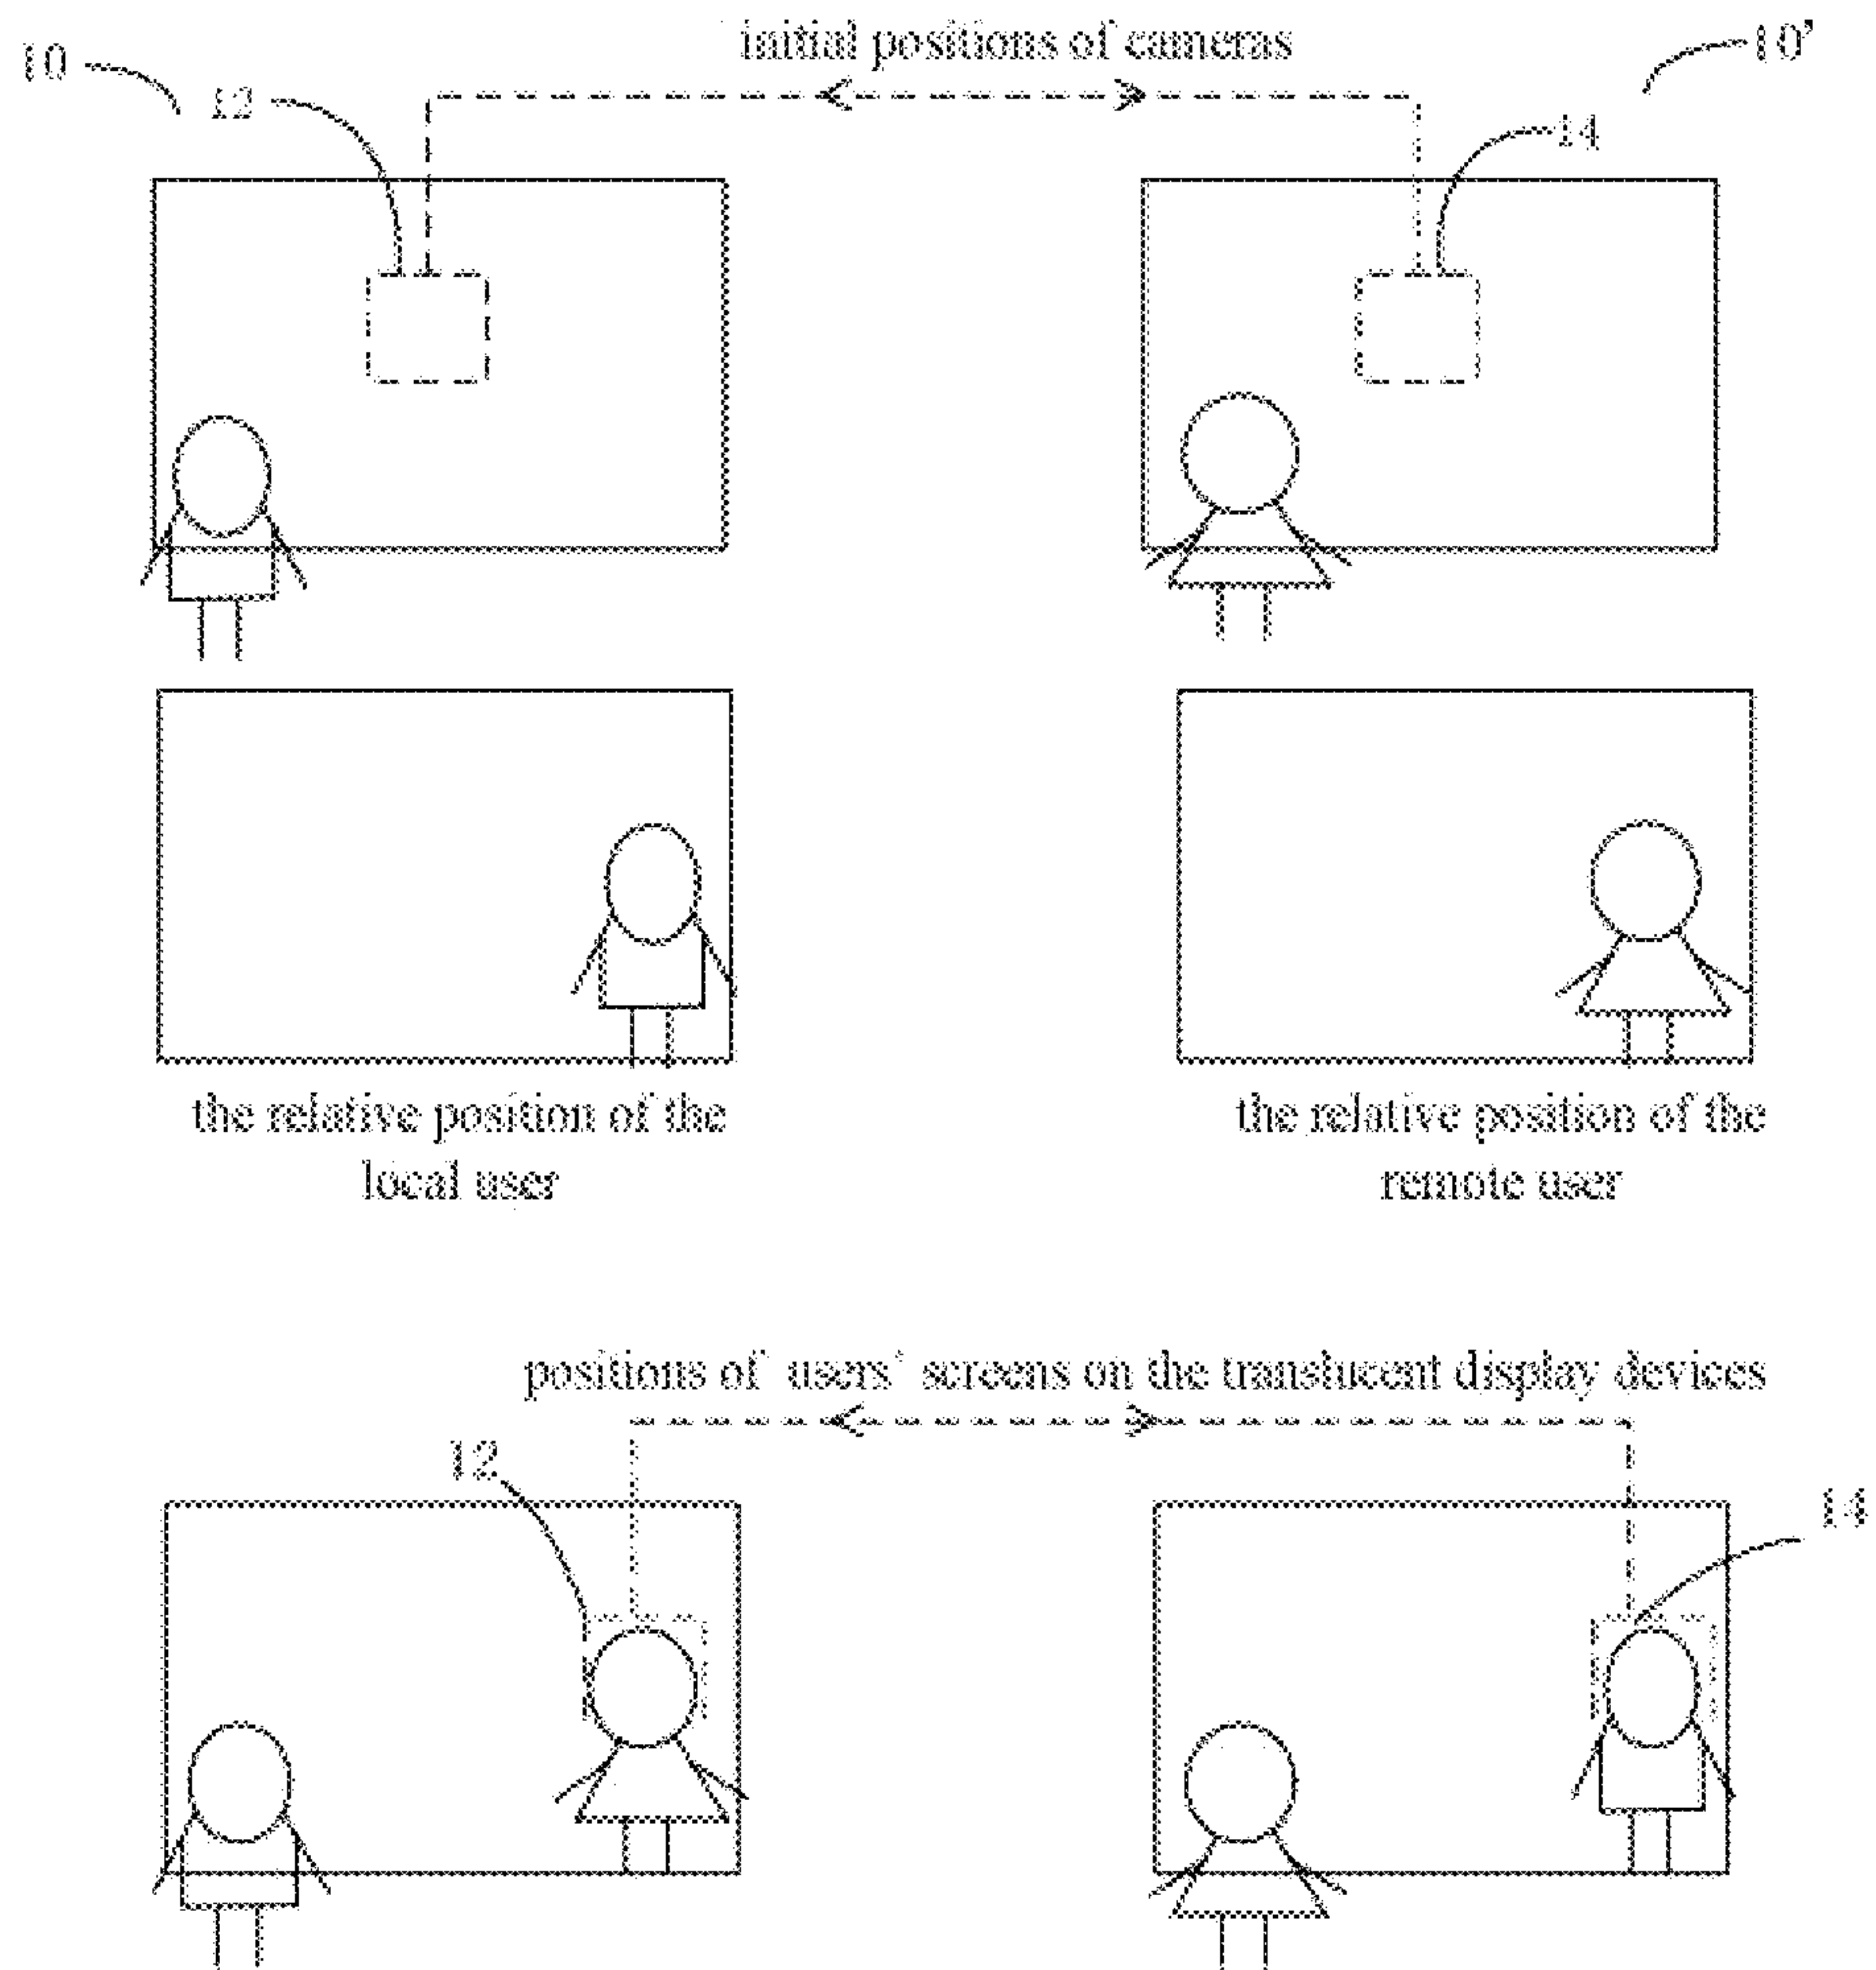 initial positions of cameras
10
10'
12
14
the relative position of the
local user
the relative position of the
remote user
positions of users' screens on the translucent display devices
12
14